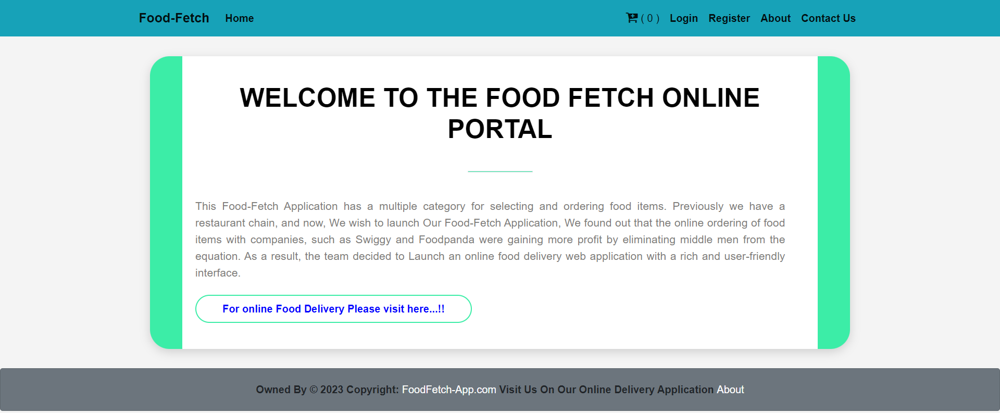 Food-Fetch Home ( 0 ) Login Register About Contact Us
WELCOME TO THE FOOD FETCH ONLINE
PORTAL
This Food-Fetch Application has a multiple category for selecting and ordering food items. Previously we have a
restaurant chain, and now, We wish to launch Our Food-Fetch Application, We found out that the online ordering of food
items with companies, such as Swiggy and Foodpanda were gaining more profit by eliminating middle men from the
equation. As a result, the team decided to Launch an online food delivery web application with a rich and user-friendly
interface.
For online Food Delivery Please visit here...!!
Owned By © 2023 Copyright: FoodFetch-App.com Visit Us On Our Online Delivery Application About